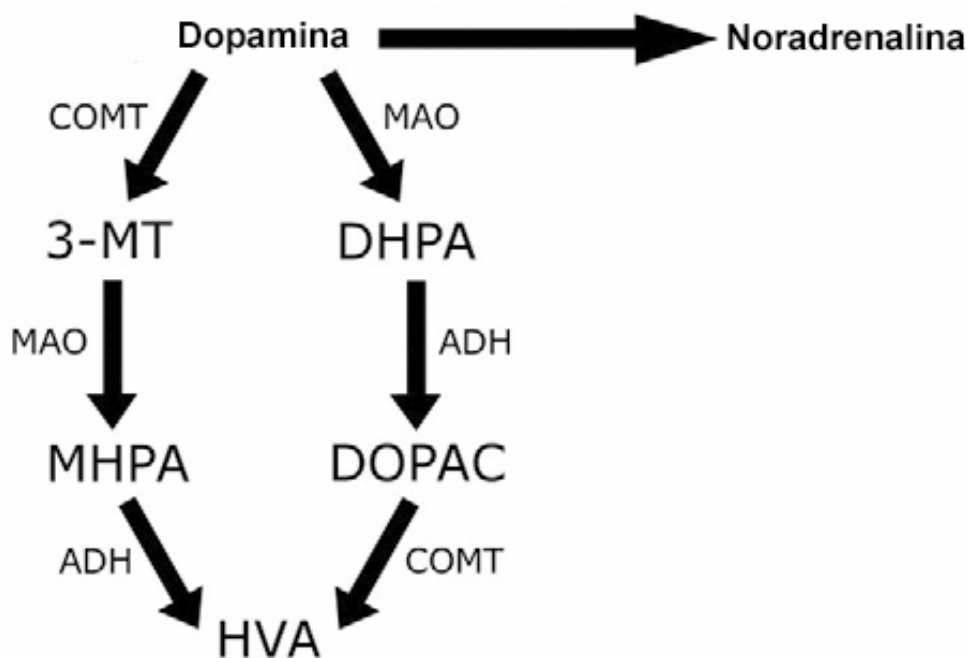 Dopamina
Noradrenalina
COMT
MAO
3-MT
DHPA
MAO
ADH
MHPA
DOPAC
ADH
COMT
HVA